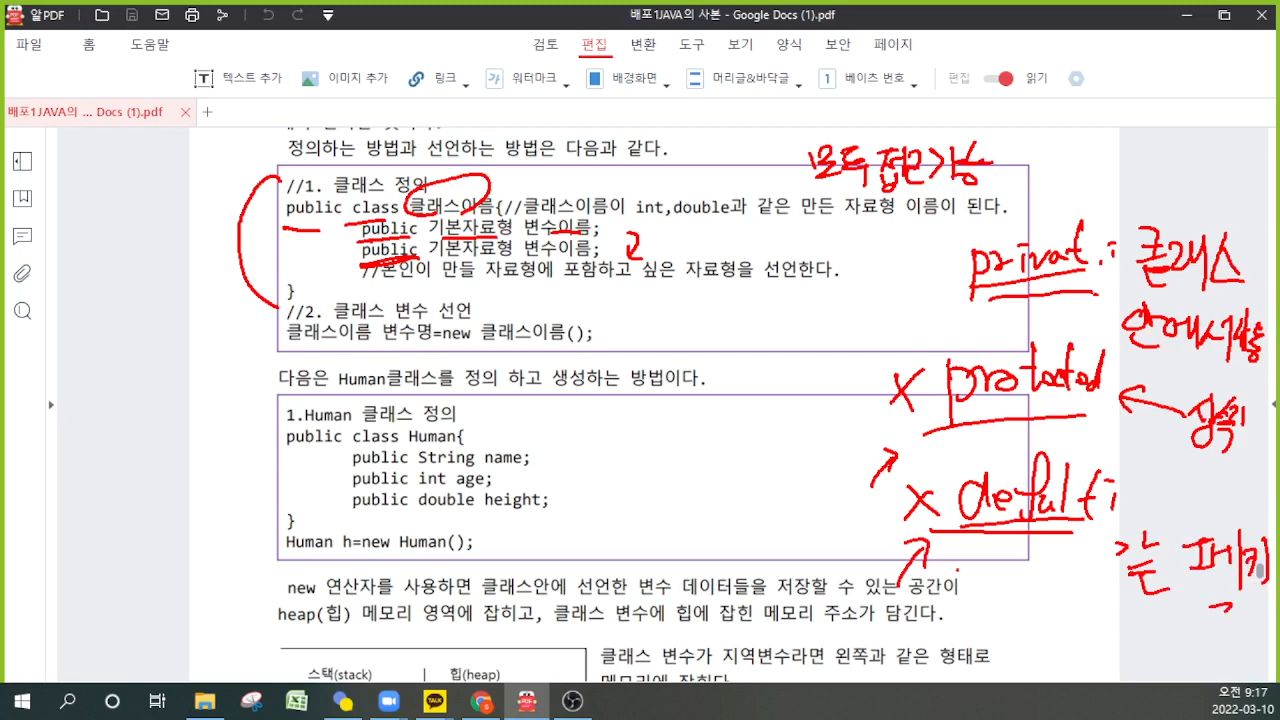 알PDF
배포1JAVA의 사본 - Google Docs (1).pdf
파일 홈 도움말 검토 편집 변환 도구 보기 양식 보안 페이지
텍스트 추가 이미지 추가 링크 가 워터마크 배경화면 머리글&바닥글 1 베이츠 번호 편집 읽기
배포1JAVA의 ... Docs (1).pdf
정의하는 방법과 선언하는 방법은 다음과 같다.
모두 접근 가능
//1. 클래스 정의
public class 클래스이름{//클래스이름이 int,double과 같은 만든 자료형 이름이 된다.
public 기본자료형 변수이름;
public 기본자료형 변수이름;
//본인이 만들 자료형에 포함하고 싶은 자료형을 선언한다.
}
//2. 클래스 변수 선언
클래스이름 변수명=new 클래스이름();
클래스
안에서 가능
다음은 Human클래스를 정의 하고 생성하는 방법이다.
x protected
상속
1.Human 클래스 정의
public class Human{
public String name;
public int age;
public double height;
}
Human h=new Human();
x defult
같은 패키
new 연산자를 사용하면 클래스안에 선언한 변수 데이터들을 저장할 수 있는 공간이
heap(힙) 메모리 영역에 잡히고, 클래스 변수에 힙에 잡힌 메모리 주소가 담긴다.
스택(stack) 힙(heap)
클래스 변수가 지역변수라면 왼쪽과 같은 형태로
메모리에 잡힌다
TALK
PDF
오전 9:17
2022-03-10